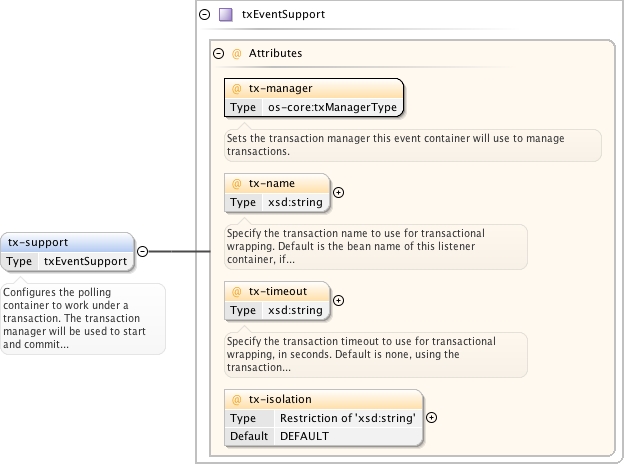 txEventSupport
@ Attributes
@ tx-manager
Type os-core:txManagerType
Sets the transaction manager this event container will use to manage
transactions.
@ tx-name
Type xsd:string
Specify the transaction name to use for transactional
wrapping. Default is the bean name of this listener
container, if...
tx-support
Type txEventSupport
Configures the polling
container to work under a
transaction. The transaction
manager will be used to start
and commit...
@ tx-timeout
Type xsd:string
Specify the transaction timeout to use for transactional
wrapping, in seconds. Default is none, using the
transaction...
@ tx-isolation
Type Restriction of 'xsd:string'
Default DEFAULT